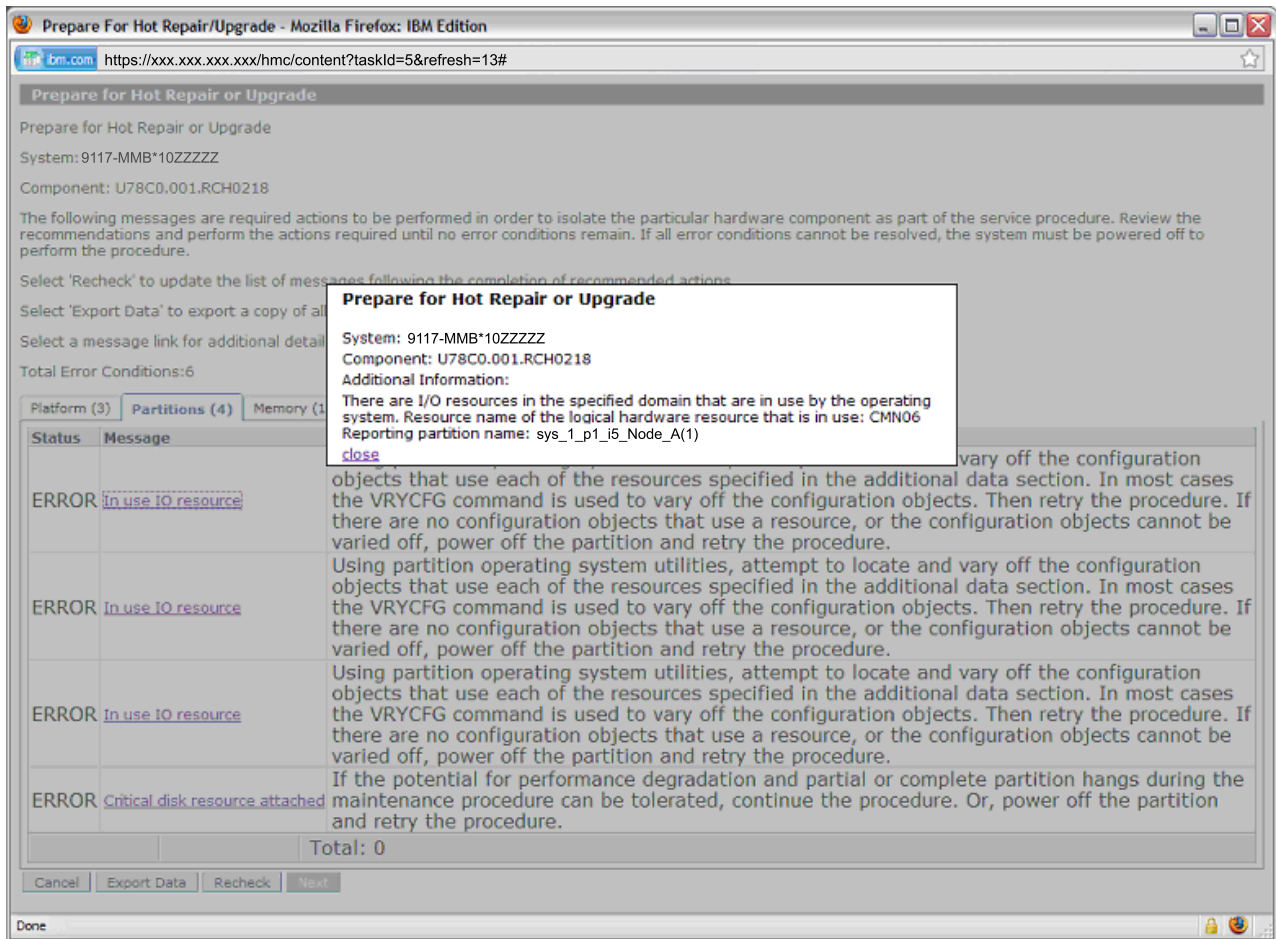 Prepare For Hot Repair/Upgrade - Mozilla Firefox: IBM Edition
ibm.com https://xxx.xxx.xxx.xxx/hmc/content?taskId=5&refresh=13#
Prepare for Hot Repair or Upgrade
Prepare for Hot Repair or Upgrade
System: 9117-MMB*10ZZZZZ
Component: U78C0.001.RCH0218
The following messages are required actions to be performed in order to isolate the particular hardware component as part of the service procedure. Review the
recommendations and perform the actions required until no error conditions remain. If all error conditions cannot be resolved, the system must be powered off to
perform the procedure.
Select 'Recheck' to update the list of messages following the completion of recommended actions
Select 'Export Data' to export a copy of all
Select a message link for additional detail
Total Error Conditions:6
Platform (3) Partitions (4) Memory (1
Status Message
Prepare for Hot Repair or Upgrade
System: 9117-MMB*10ZZZZZ
Component: U78C0.001.RCH0218
Additional Information:
There are I/O resources in the specified domain that are in use by the operating
system. Resource name of the logical hardware resource that is in use: CMN06
Reporting partition name: sys_1_p1_i5_Node_A(1)
close
ERROR In use IO resource
vary off the configuration
objects that use each of the resources specified in the additional data section. In most cases
the VRYCFG command is used to vary off the configuration objects. Then retry the procedure. If
there are no configuration objects that use a resource, or the configuration objects cannot be
varied off, power off the partition and retry the procedure.
ERROR In use IO resource
Using partition operating system utilities, attempt to locate and vary off the configuration
objects that use each of the resources specified in the additional data section. In most cases
the VRYCFG command is used to vary off the configuration objects. Then retry the procedure. If
there are no configuration objects that use a resource, or the configuration objects cannot be
varied off, power off the partition and retry the procedure.
ERROR In use IO resource
Using partition operating system utilities, attempt to locate and vary off the configuration
objects that use each of the resources specified in the additional data section. In most cases
the VRYCFG command is used to vary off the configuration objects. Then retry the procedure. If
there are no configuration objects that use a resource, or the configuration objects cannot be
varied off, power off the partition and retry the procedure.
ERROR Critical disk resource attached
If the potential for performance degradation and partial or complete partition hangs during the
maintenance procedure can be tolerated, continue the procedure. Or, power off the partition
and retry the procedure.
Total: 0
Cancel Export Data Recheck Next
Done